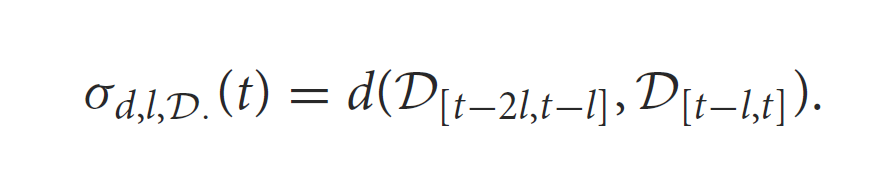 σ_{d,l,𝒟.}(t) = d(𝒟_{[t−2l,t−l]}, 𝒟_{[t−l,t]}).